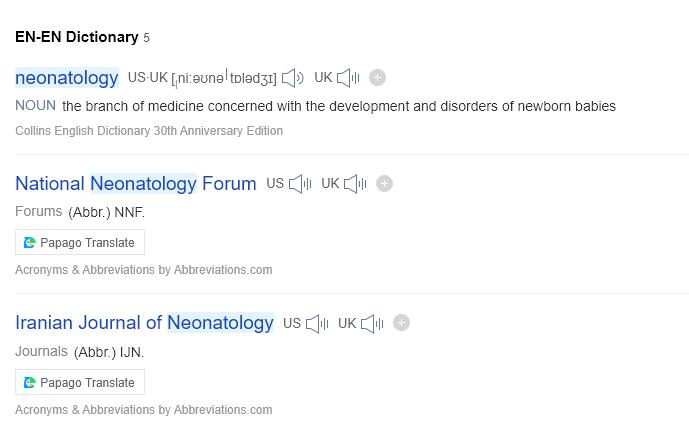 EN-EN Dictionary 5
neonatology US·UK [ˌniːəʊnəˈtɒlədʒɪ] UK
NOUN the branch of medicine concerned with the development and disorders of newborn babies
Collins English Dictionary 30th Anniversary Edition
National Neonatology Forum US UK
Forums (Abbr.) NNF.
Papago Translate
Acronyms & Abbreviations by Abbreviations.com
Iranian Journal of Neonatology US UK
Journals (Abbr.) IJN.
Papago Translate
Acronyms & Abbreviations by Abbreviations.com